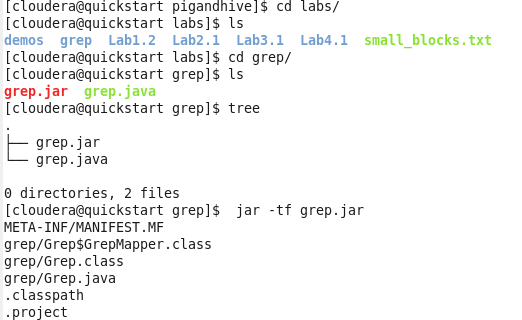 [cloudera@quickstart pigandhive]$ cd labs/
[cloudera@quickstart labs]$ ls
demos  grep  Lab1.2  Lab2.1  Lab3.1  Lab4.1  small_blocks.txt
[cloudera@quickstart labs]$ cd grep/
[cloudera@quickstart grep]$ ls
grep.jar  grep.java
[cloudera@quickstart grep]$ tree
.
├── grep.jar
└── grep.java

0 directories, 2 files
[cloudera@quickstart grep]$  jar -tf grep.jar
META-INF/MANIFEST.MF
grep/Grep$GrepMapper.class
grep/Grep.class
grep/Grep.java
.classpath
.project